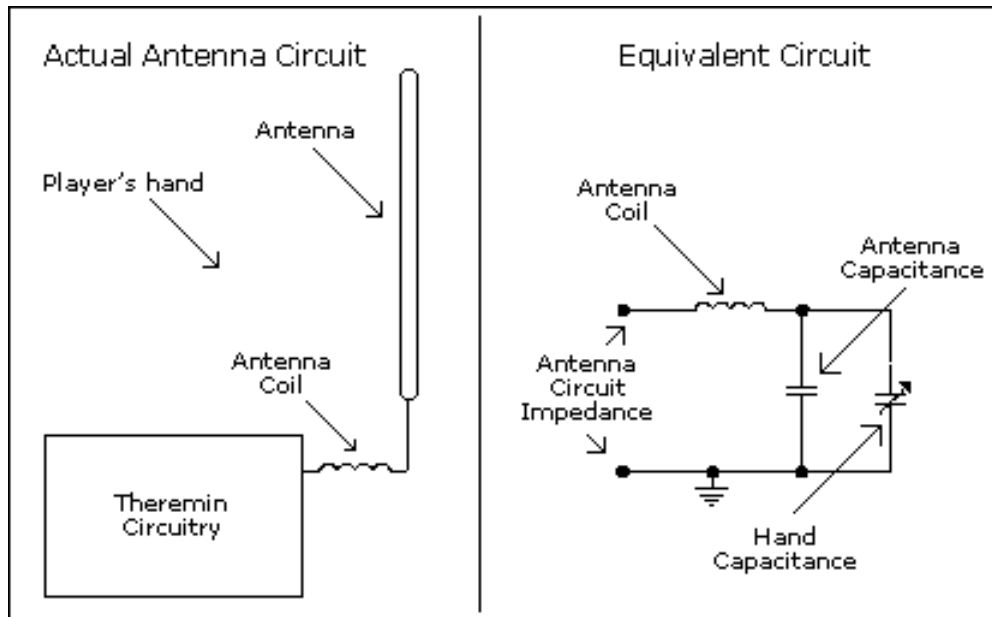 Actual Antenna Circuit
Antenna
Player's hand
Antenna
Coil
Theremin
Circuitry
Equivalent Circuit
Antenna
Coil
Antenna
Capacitance
Antenna
Circuit
Impedance
Hand
Capacitance